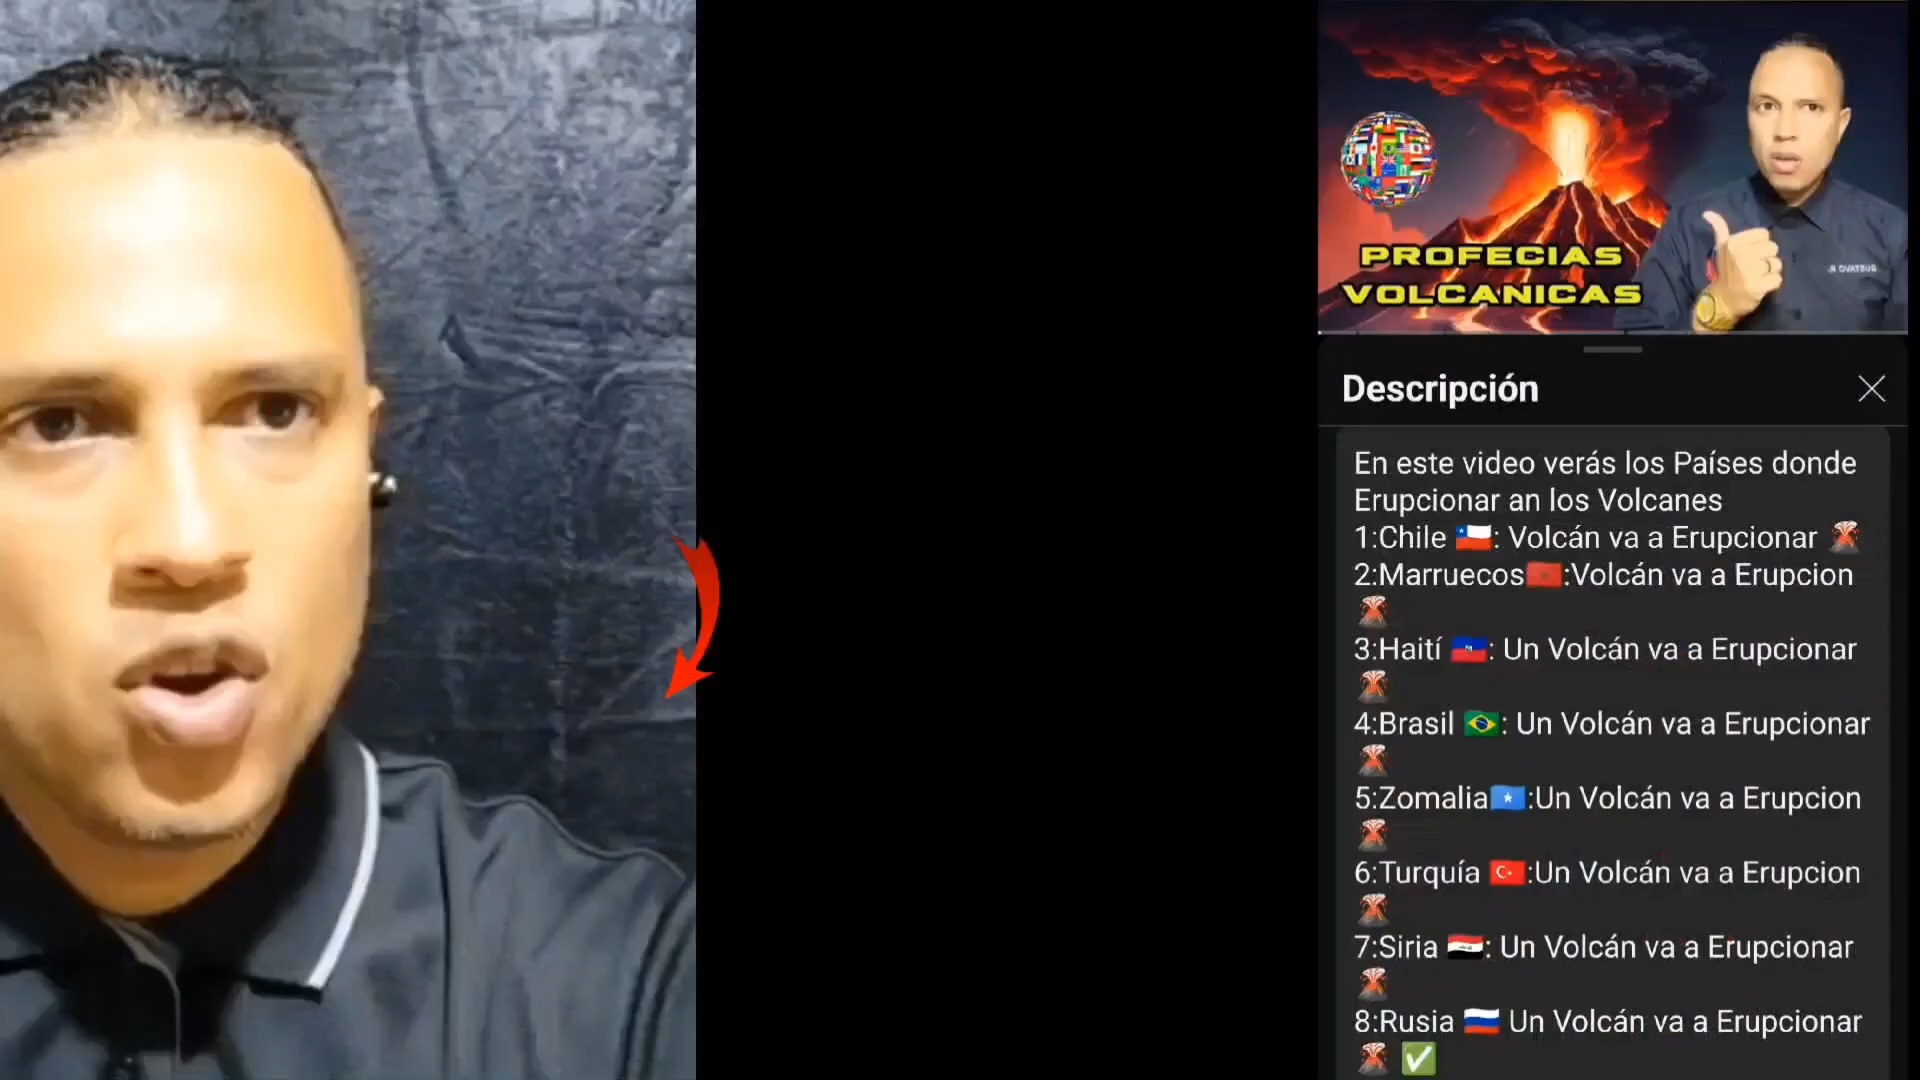 PROFECIAS
VOLCANICAS
Descripción
En este video verás los Países donde
Erupcionar an los Volcanes
1:Chile 🇨🇱: Volcán va a Erupcionar 🌋
2:Marruecos🇲🇦:Volcán va a Erupcion
🌋
3:Haití 🇭🇹: Un Volcán va a Erupcionar
🌋
4:Brasil 🇧🇷: Un Volcán va a Erupcionar
🌋
5:Zomalia🇸🇴:Un Volcán va a Erupcion
🌋
6:Turquía 🇹🇷:Un Volcán va a Erupcion
🌋
7:Siria 🇮🇶: Un Volcán va a Erupcionar
🌋
8:Rusia 🇷🇺 Un Volcán va a Erupcionar
🌋 ✅